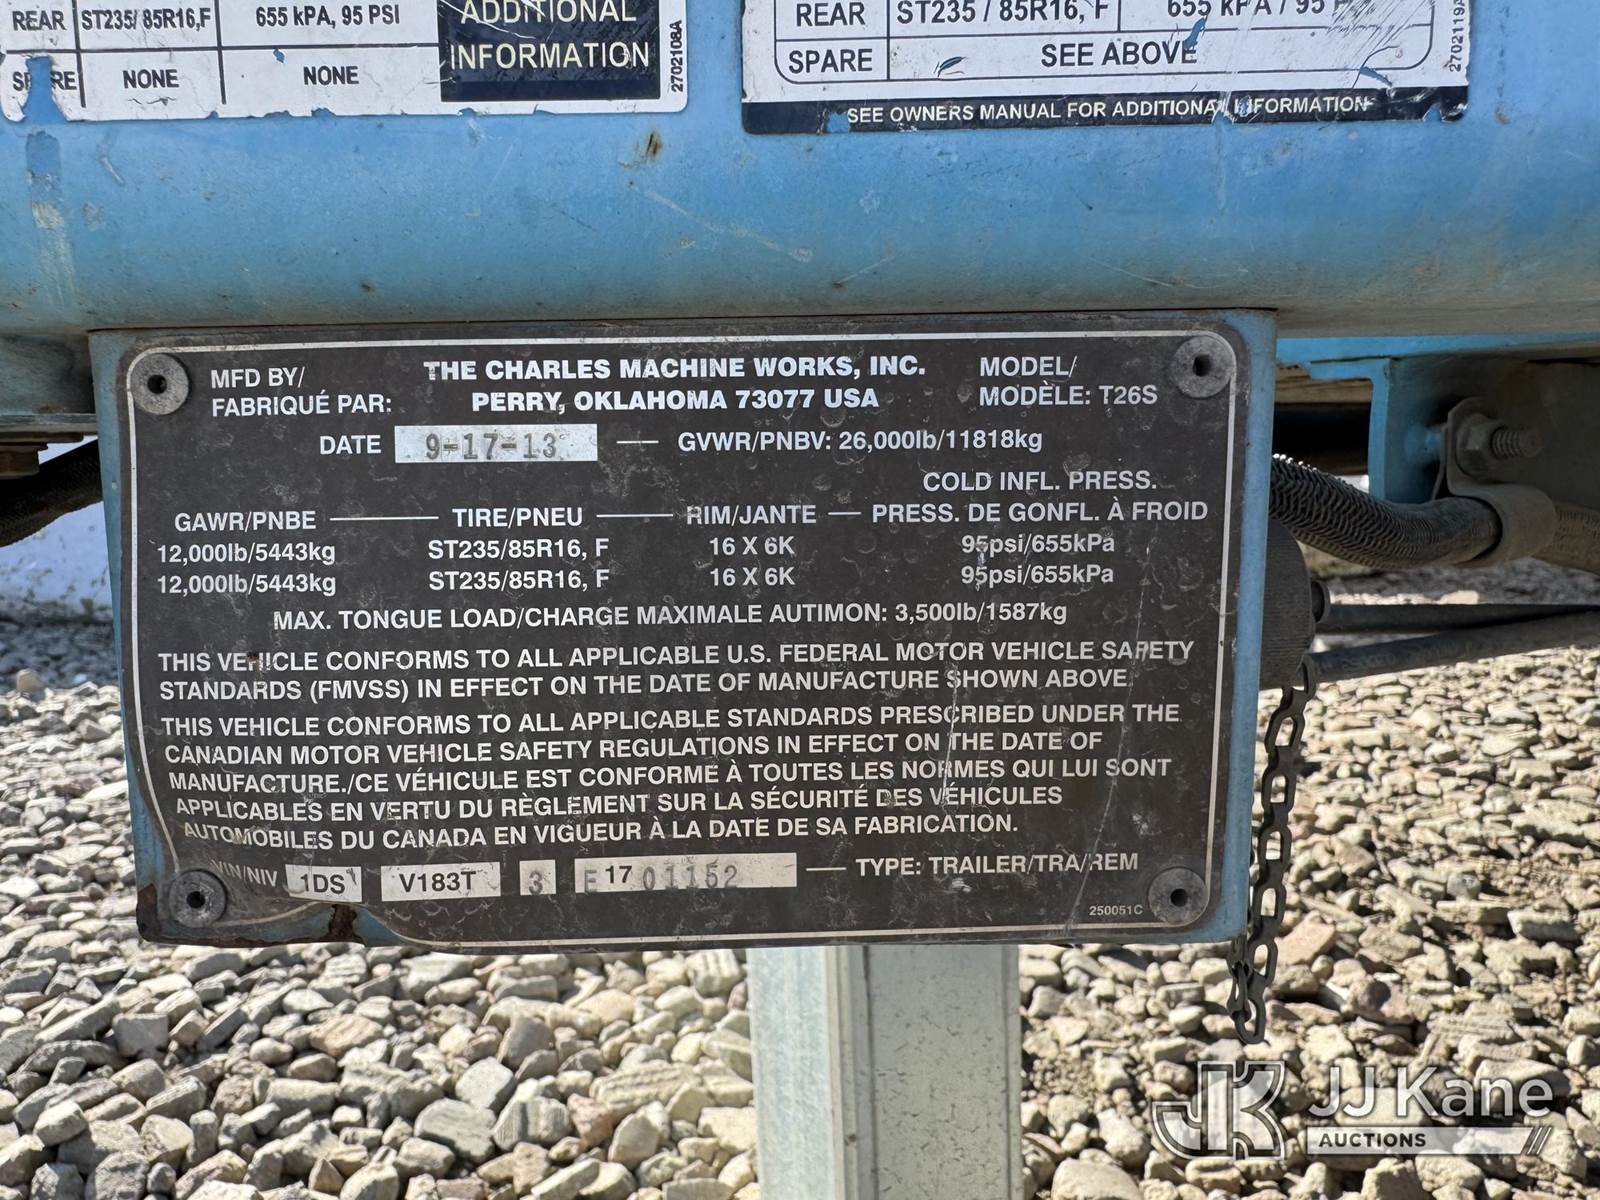 REAR ST235/85R16,F 655 kPA, 95 PSI
SPARE NONE NONE
ADDITIONAL
INFORMATION
2702108A
REAR ST235 / 85R16, F 655 kPA / 95
SPARE SEE ABOVE
SEE OWNERS MANUAL FOR ADDITIONAL INFORMATION
2702119A
MFD BY/ THE CHARLES MACHINE WORKS, INC. MODEL/
FABRIQUÉ PAR: PERRY, OKLAHOMA 73077 USA MODÈLE: T26S
DATE 9-17-13 GVWR/PNBV: 26,000lb/11818kg
COLD INFL. PRESS.
GAWR/PNBE TIRE/PNEU RIM/JANTE PRESS. DE GONFL. À FROID
12,000lb/5443kg ST235/85R16, F 16 X 6K 95psi/655kPa
12,000lb/5443kg ST235/85R16, F 16 X 6K 95psi/655kPa
MAX. TONGUE LOAD/CHARGE MAXIMALE AUTIMON: 3,500lb/1587kg
THIS VEHICLE CONFORMS TO ALL APPLICABLE U.S. FEDERAL MOTOR VEHICLE SAFETY
STANDARDS (FMVSS) IN EFFECT ON THE DATE OF MANUFACTURE SHOWN ABOVE.
THIS VEHICLE CONFORMS TO ALL APPLICABLE STANDARDS PRESCRIBED UNDER THE
CANADIAN MOTOR VEHICLE SAFETY REGULATIONS IN EFFECT ON THE DATE OF
MANUFACTURE./CE VÉHICULE EST CONFORME À TOUTES LES NORMES QUI LUI SONT
APPLICABLES EN VERTU DU RÈGLEMENT SUR LA SÉCURITÉ DES VÉHICULES
AUTOMOBILES DU CANADA EN VIGUEUR À LA DATE DE SA FABRICATION.
VIN/NIV 1DS V183T 3 E 17 01152 TYPE: TRAILER/TRA/REM
250051C
JK JJ Kane
AUCTIONS